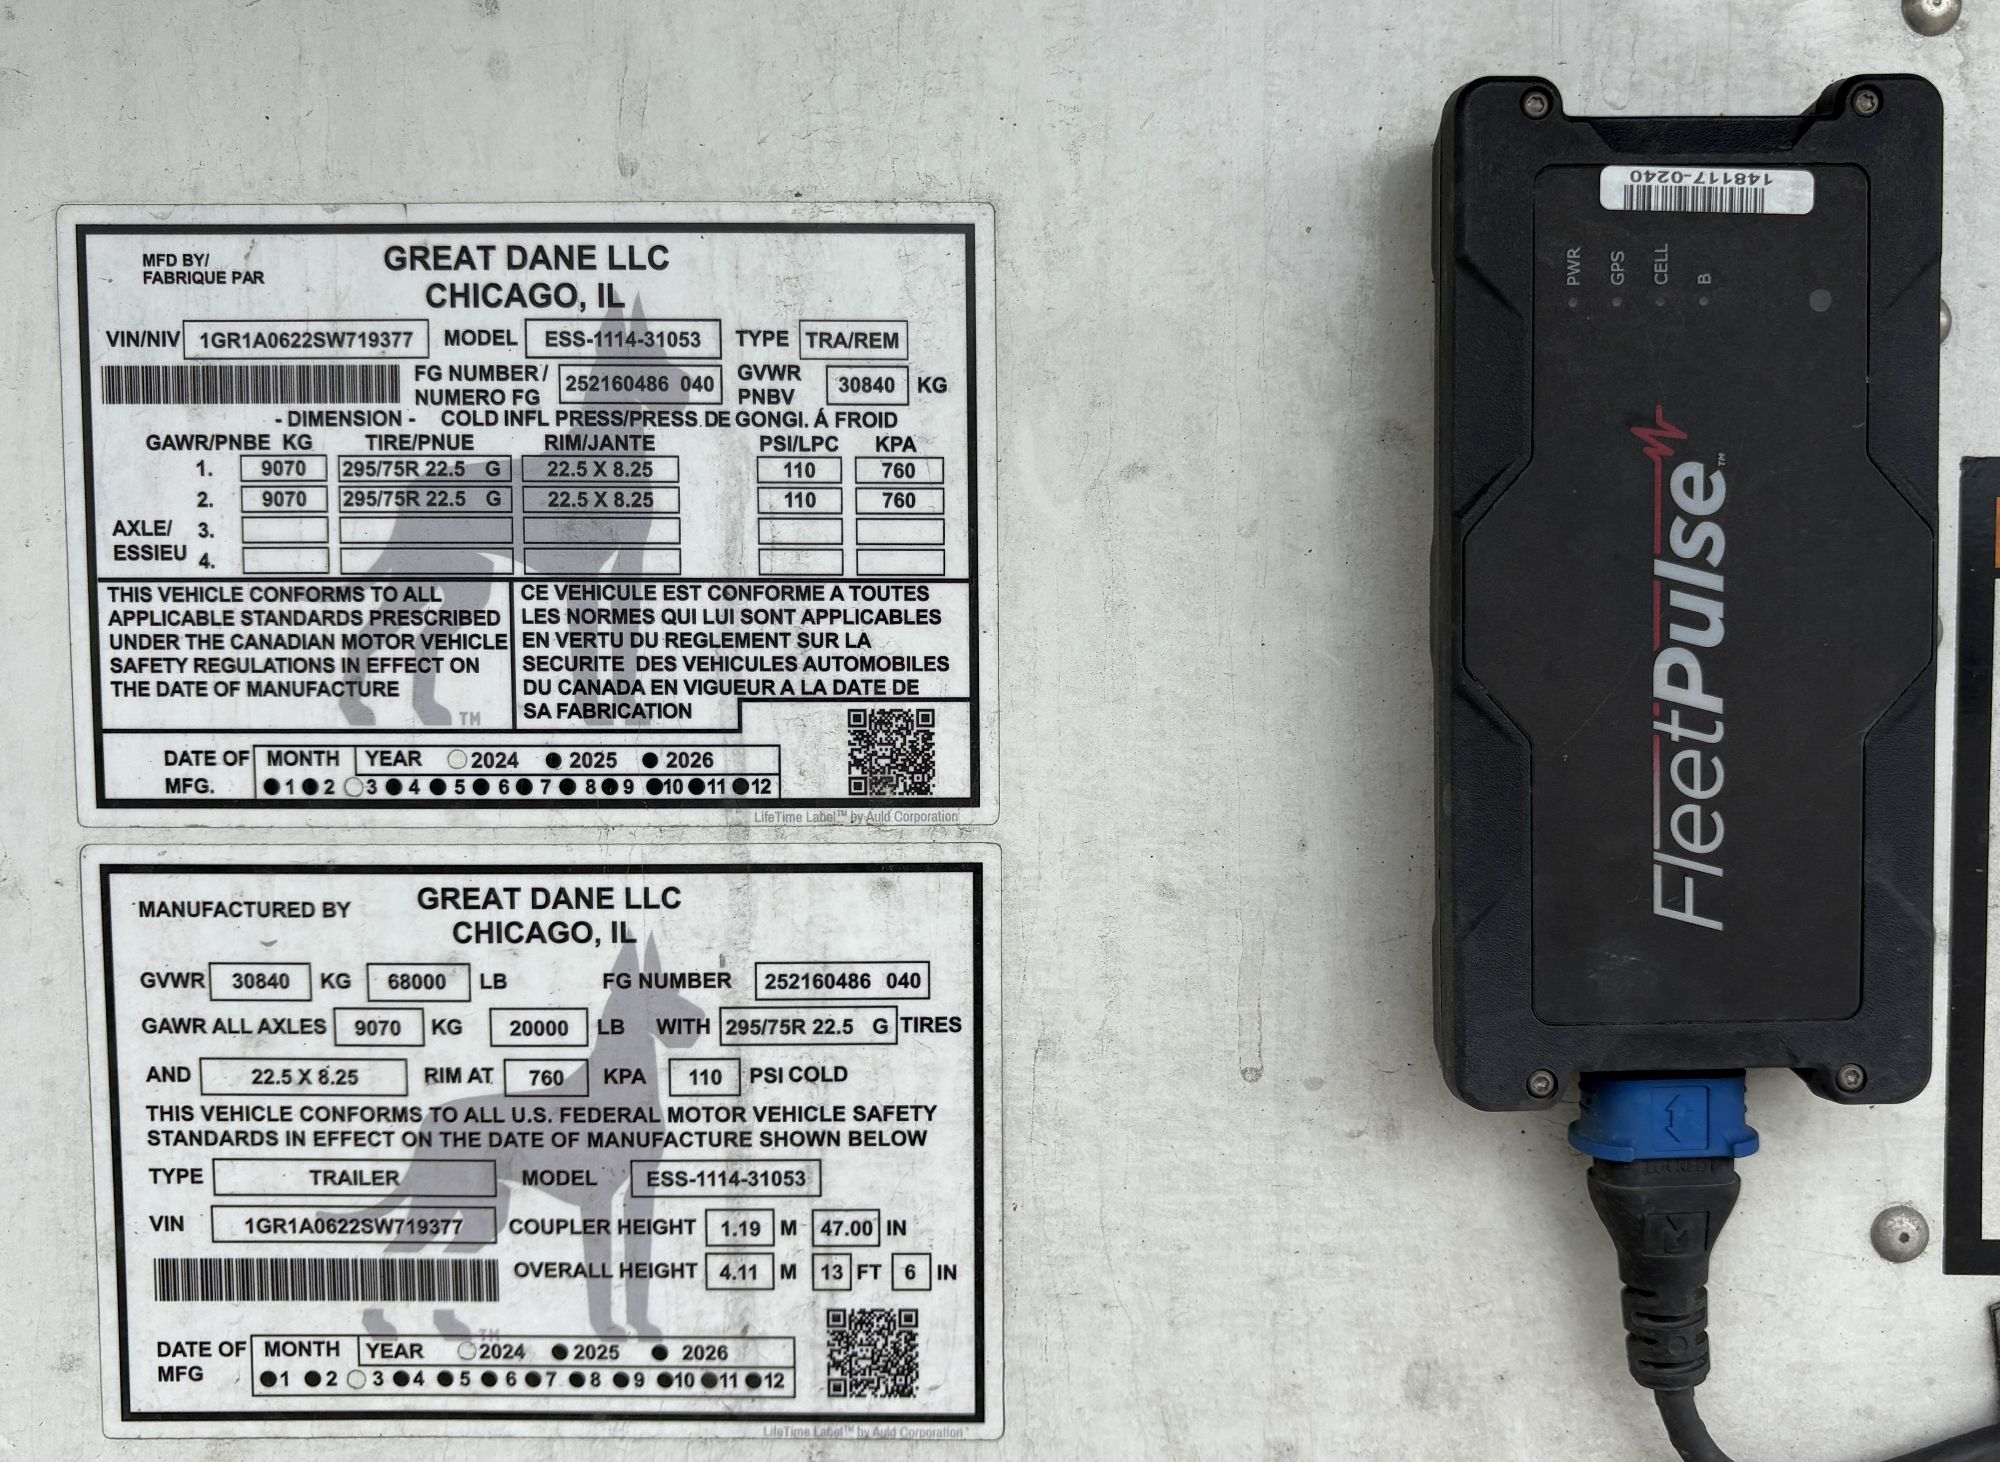 MFD BY/
FABRIQUE PAR
GREAT DANE LLC
CHICAGO, IL
VIN/NIV 1GR1A0622SW719377 MODEL ESS-1114-31053 TYPE TRA/REM
FG NUMBER/
NUMERO FG
252160486 040
GVWR
PNBV
30840 KG
- DIMENSION - COLD INFL PRESS/PRESS.DE GONGI. Á FROID
GAWR/PNBE KG TIRE/PNUE RIM/JANTE PSI/LPC KPA
1. 9070 295/75R 22.5 G 22.5 X 8.25 110 760
2. 9070 295/75R 22.5 G 22.5 X 8.25 110 760
AXLE/
ESSIEU
3.
4.
THIS VEHICLE CONFORMS TO ALL
APPLICABLE STANDARDS PRESCRIBED
UNDER THE CANADIAN MOTOR VEHICLE
SAFETY REGULATIONS IN EFFECT ON
THE DATE OF MANUFACTURE
TM
CE VEHICULE EST CONFORME A TOUTES
LES NORMES QUI LUI SONT APPLICABLES
EN VERTU DU REGLEMENT SUR LA
SECURITE DES VEHICULES AUTOMOBILES
DU CANADA EN VIGUEUR A LA DATE DE
SA FABRICATION
DATE OF
MFG.
MONTH YEAR 2024 2025 2026
1 2 3 4 5 6 7 8 9 10 11 12
LifeTime Label™ by Auld Corporation
MANUFACTURED BY
GREAT DANE LLC
CHICAGO, IL
GVWR 30840 KG 68000 LB FG NUMBER 252160486 040
GAWR ALL AXLES 9070 KG 20000 LB WITH 295/75R 22.5 G TIRES
AND 22.5 X 8.25 RIM AT 760 KPA 110 PSI COLD
THIS VEHICLE CONFORMS TO ALL U.S. FEDERAL MOTOR VEHICLE SAFETY
STANDARDS IN EFFECT ON THE DATE OF MANUFACTURE SHOWN BELOW
TYPE TRAILER MODEL ESS-1114-31053
VIN 1GR1A0622SW719377 COUPLER HEIGHT 1.19 M 47.00 IN
OVERALL HEIGHT 4.11 M 13 FT 6 IN
TM
DATE OF
MFG
MONTH YEAR 2024 2025 2026
1 2 3 4 5 6 7 8 9 10 11 12
LifeTime Label™ by Auld Corporation
148117-0240
PWR
GPS
CELL
B
FleetPulse™
LOCKED